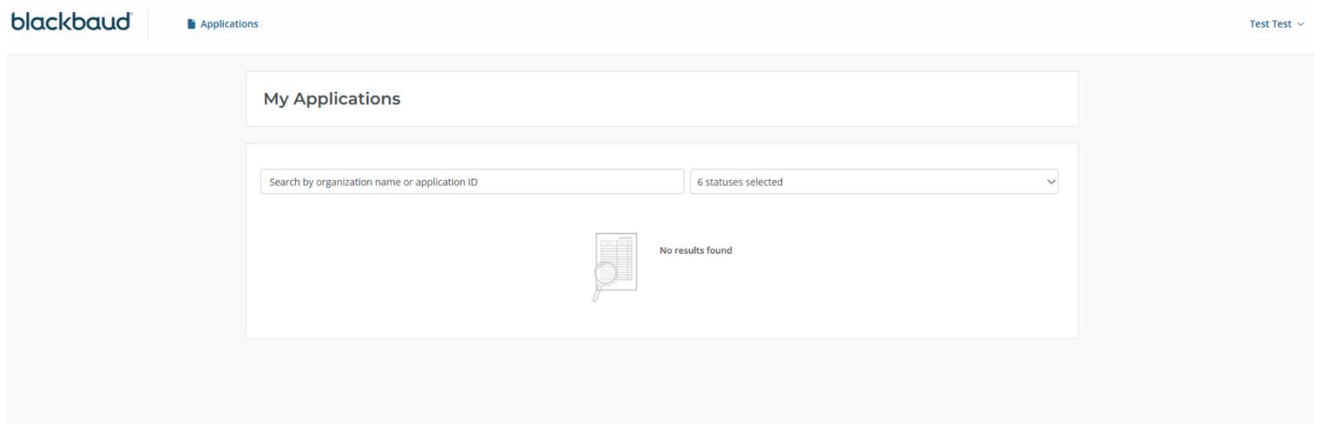 blackbaud
Applications
Test Test
My Applications
Search by organization name or application ID
6 statuses selected
No results found